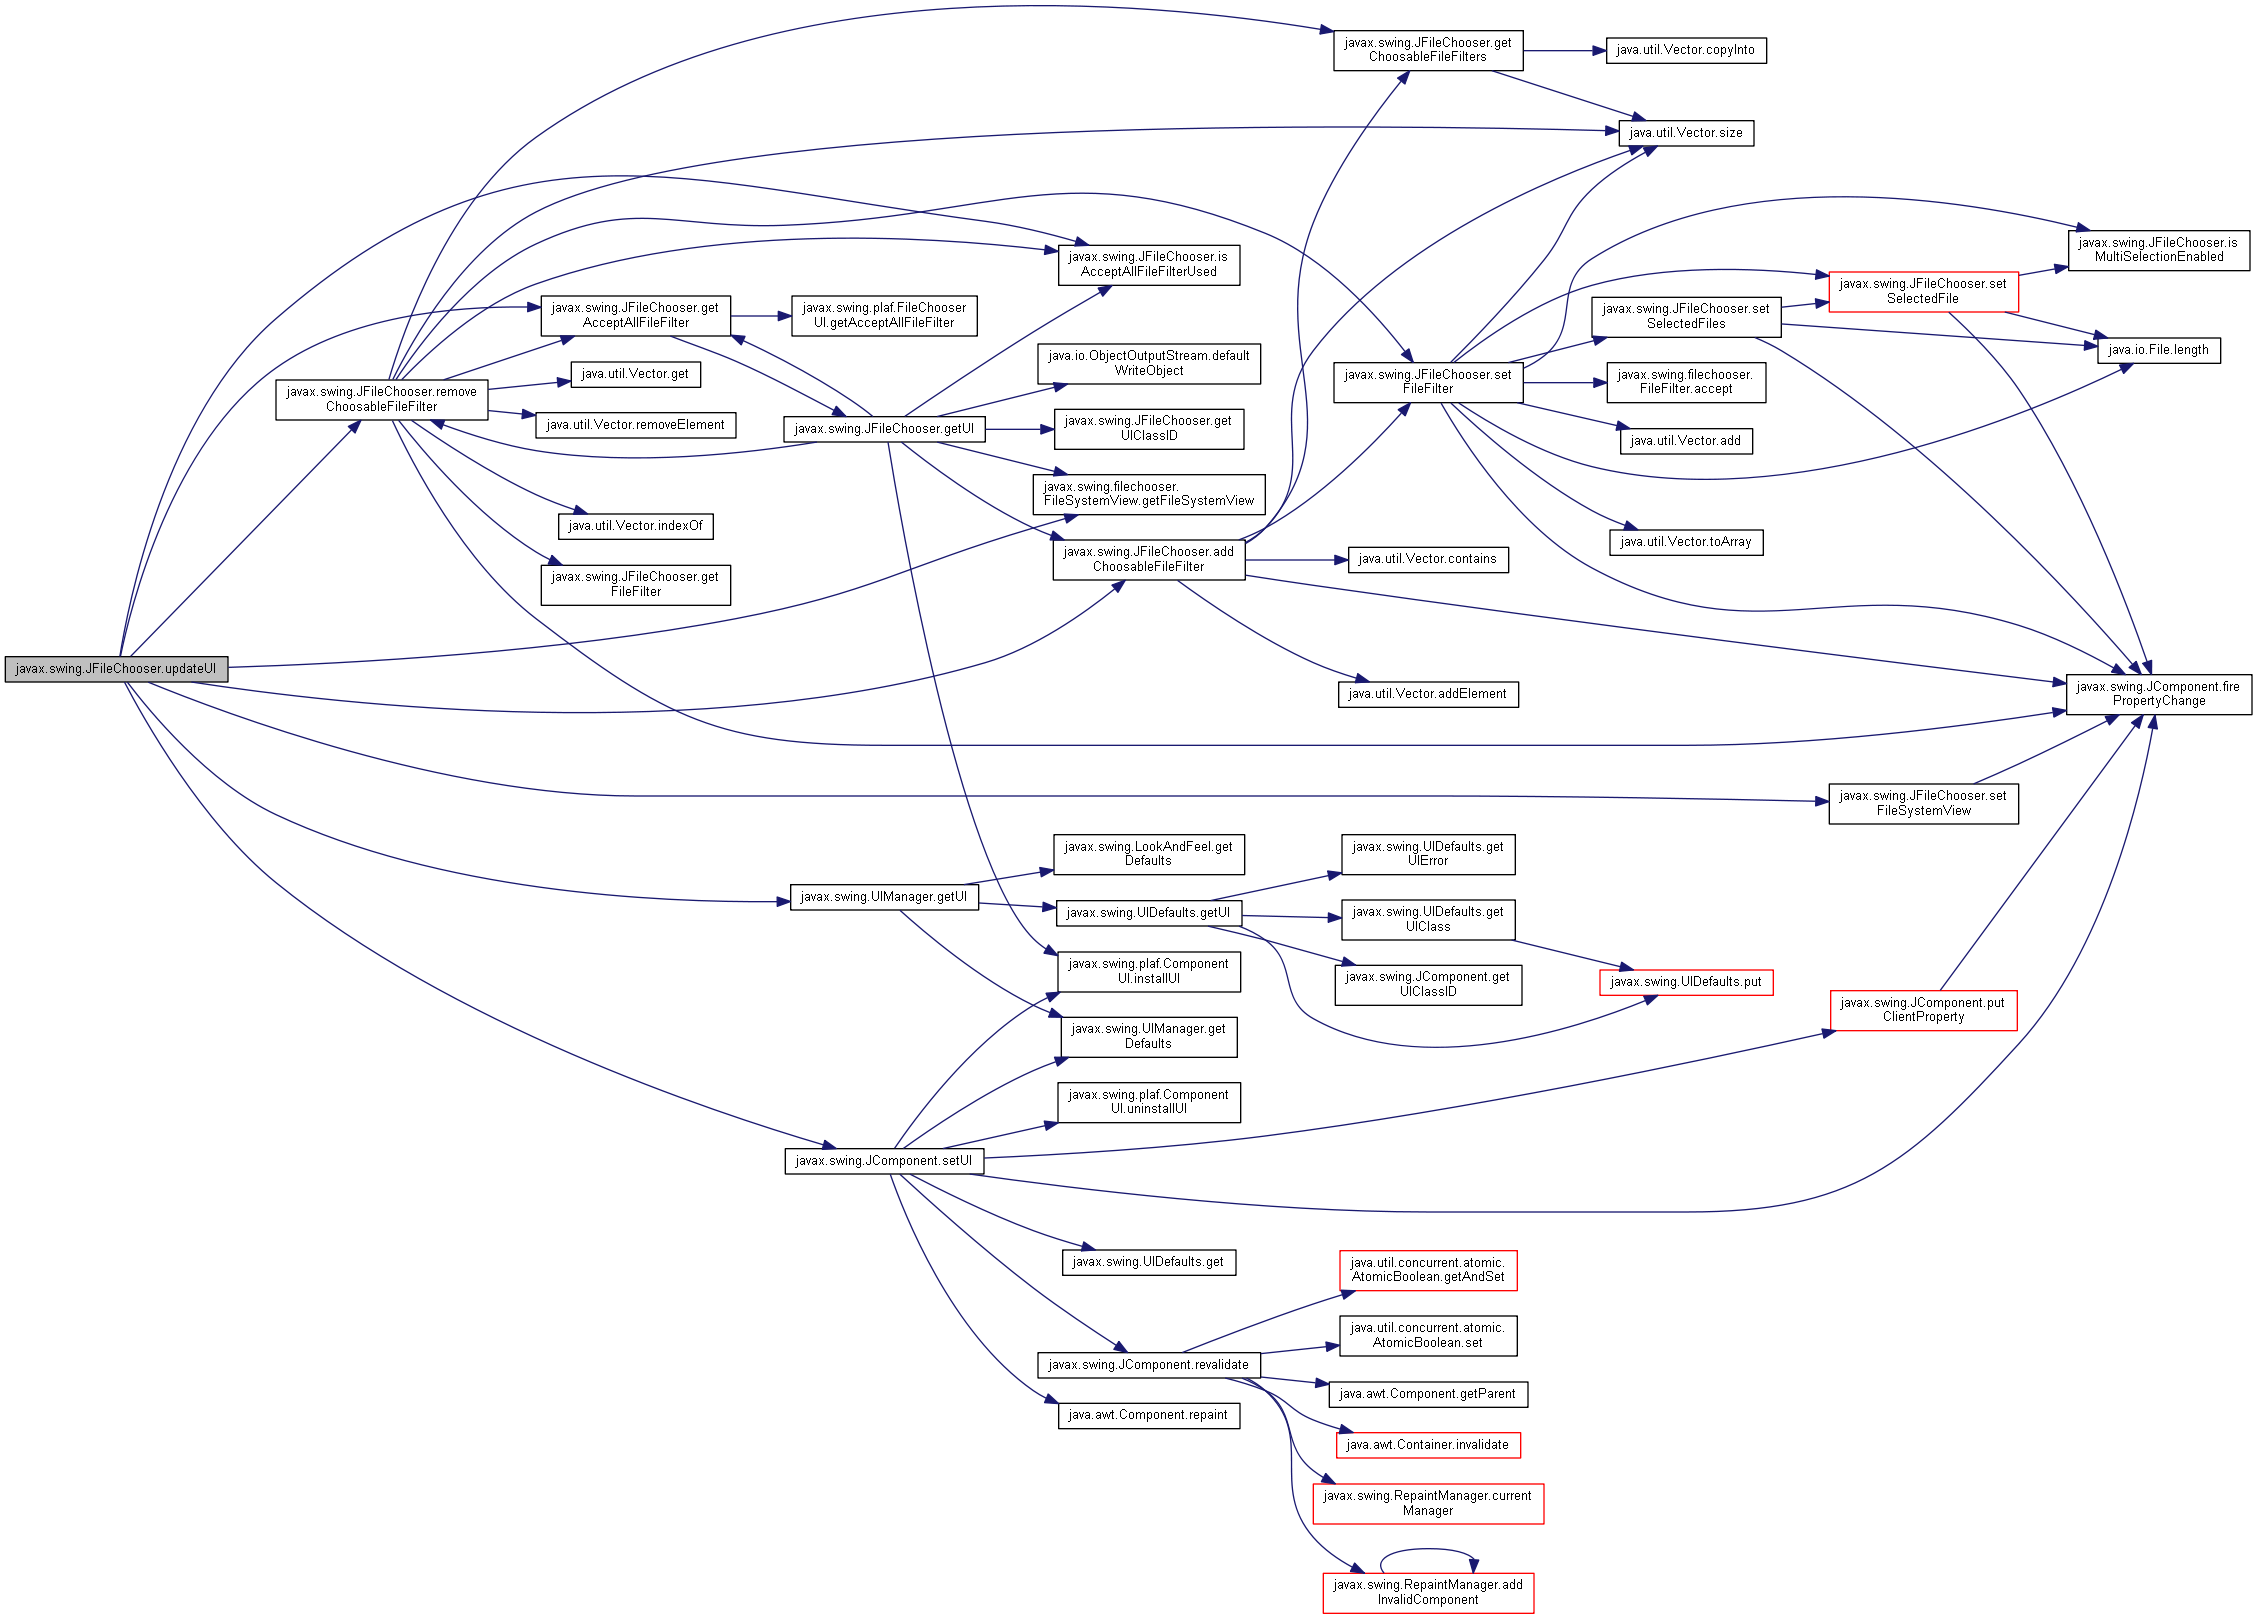 javax.swing.JFileChooser.updateUI
javax.swing.JFileChooser.remove
ChoosableFileFilter
javax.swing.JFileChooser.get
AcceptAllFileFilter
java.util.Vector.get
java.util.Vector.removeElement
java.util.Vector.indexOf
javax.swing.JFileChooser.get
FileFilter
javax.swing.plaf.FileChooser
UI.getAcceptAllFileFilter
javax.swing.JFileChooser.getUI
javax.swing.UIManager.getUI
javax.swing.JComponent.setUI
javax.swing.JFileChooser.is
AcceptAllFileFilterUsed
java.io.ObjectOutputStream.default
WriteObject
javax.swing.JFileChooser.get
UIClassID
javax.swing.filechooser.
FileSystemView.getFileSystemView
javax.swing.JFileChooser.add
ChoosableFileFilter
javax.swing.LookAndFeel.get
Defaults
javax.swing.UIDefaults.getUI
javax.swing.plaf.Component
UI.installUI
javax.swing.UIManager.get
Defaults
javax.swing.plaf.Component
UI.uninstallUI
javax.swing.UIDefaults.get
javax.swing.JComponent.revalidate
java.awt.Component.repaint
javax.swing.JFileChooser.get
ChoosableFileFilters
javax.swing.JFileChooser.set
FileFilter
java.util.Vector.contains
java.util.Vector.addElement
javax.swing.UIDefaults.get
UIError
javax.swing.UIDefaults.get
UIClass
javax.swing.JComponent.get
UIClassID
java.util.concurrent.atomic.
AtomicBoolean.getAndSet
java.util.concurrent.atomic.
AtomicBoolean.set
java.awt.Component.getParent
java.awt.Container.invalidate
javax.swing.RepaintManager.current
Manager
javax.swing.RepaintManager.add
InvalidComponent
java.util.Vector.copyInto
java.util.Vector.size
javax.swing.JFileChooser.set
SelectedFiles
javax.swing.filechooser.
FileFilter.accept
java.util.Vector.add
java.util.Vector.toArray
javax.swing.UIDefaults.put
javax.swing.JFileChooser.set
SelectedFile
javax.swing.JFileChooser.set
FileSystemView
javax.swing.JComponent.put
ClientProperty
javax.swing.JFileChooser.is
MultiSelectionEnabled
java.io.File.length
javax.swing.JComponent.fire
PropertyChange